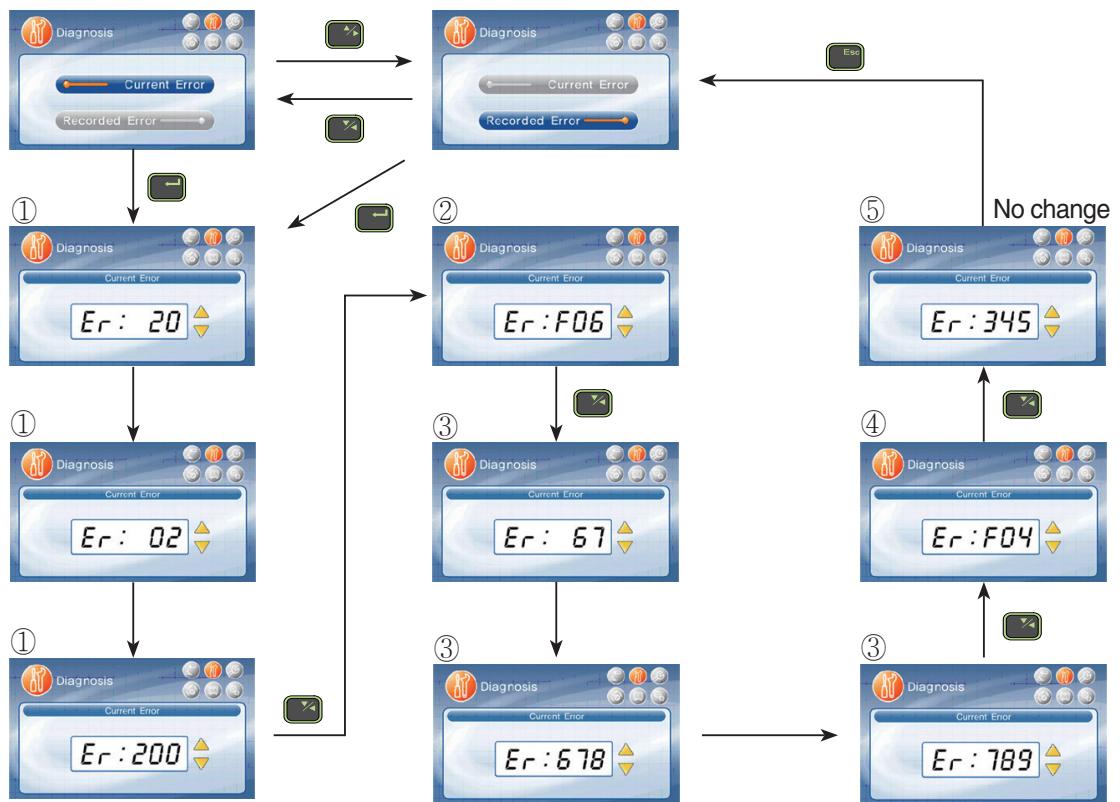 Diagnosis
Current Error
Recorded Error
Diagnosis
Current Error
Recorded Error
Esc
①
Diagnosis
Current Error
Er: 20
②
Diagnosis
Current Error
Er:F06
⑤
No change
Diagnosis
Current Error
Er:345
①
Diagnosis
Current Error
Er: 02
③
Diagnosis
Current Error
Er: 67
④
Diagnosis
Current Error
Er:F04
①
Diagnosis
Current Error
Er:200
③
Diagnosis
Current Error
Er:678
③
Diagnosis
Current Error
Er:789